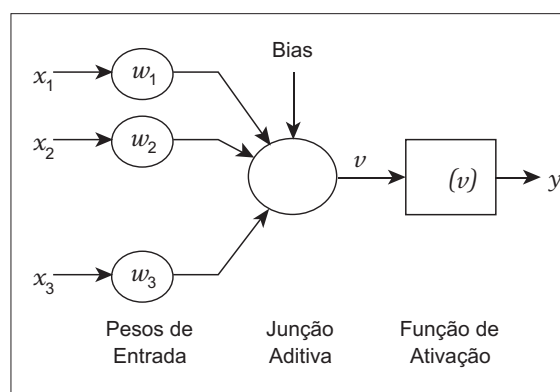 Bias
x1 w1
x2 w2
v
(v)
y
x3 w3
Pesos de
Entrada
Junção
Aditiva
Função de
Ativação